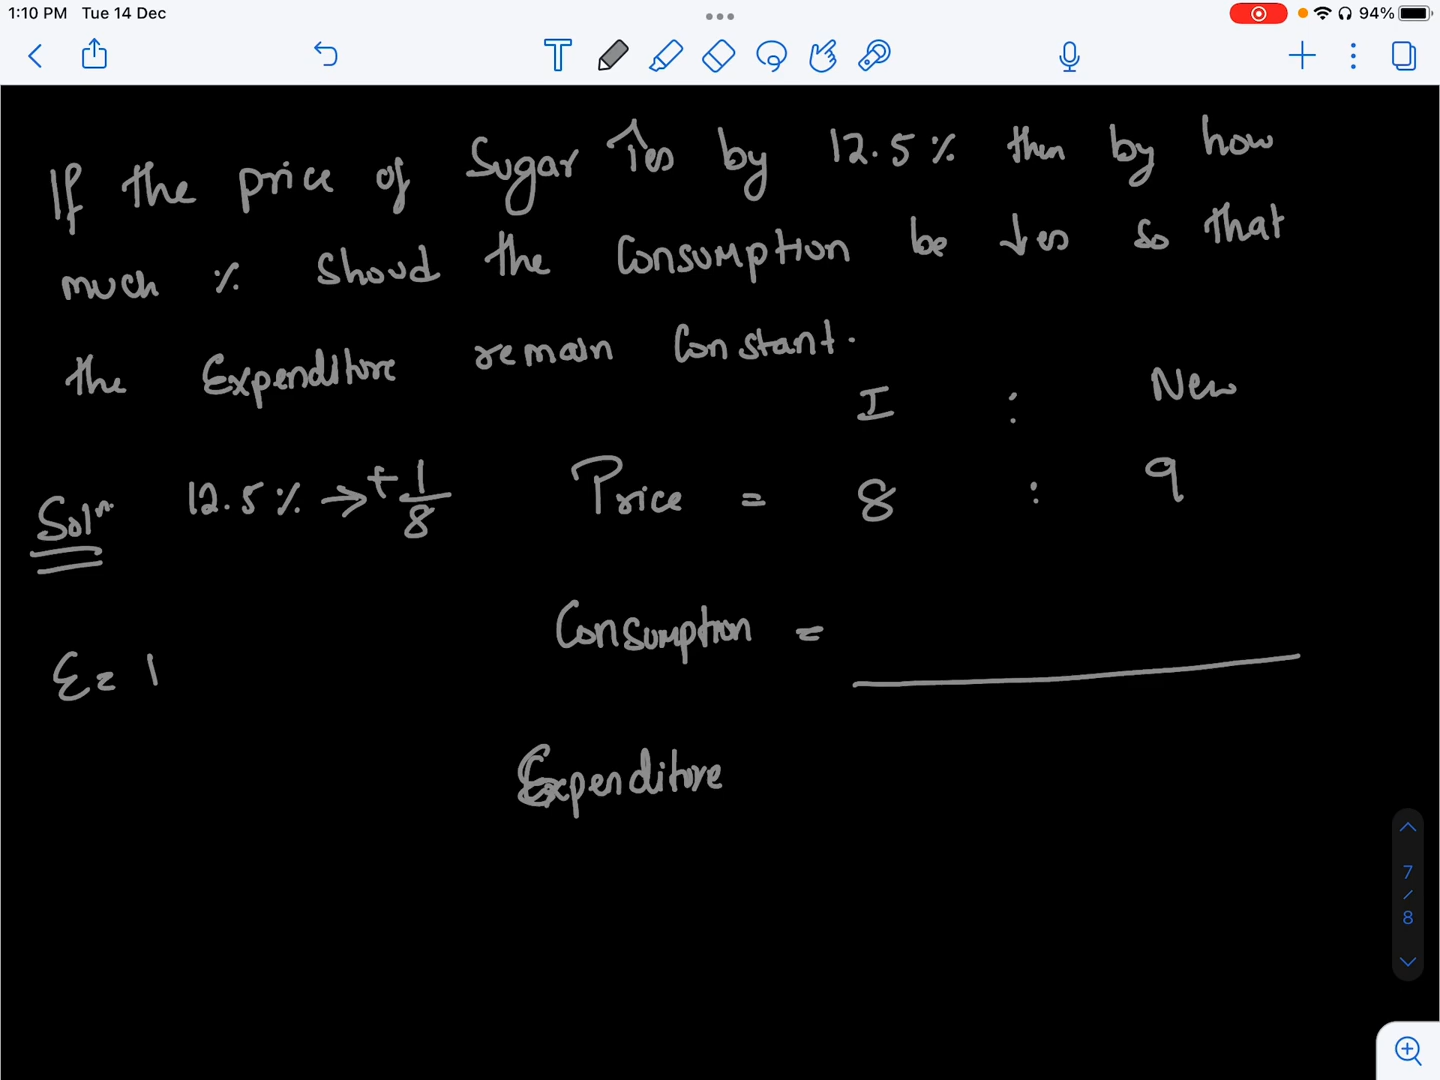 1:10 PM Tue 14 Dec 94%
If the price of Sugar ↑es by 12.5% then by how
much % shoud the Consumption be ↓es so that
the Expenditure remain Constant.
I : New
Solⁿ. 12.5% → +1/8 Price = 8 : 9
Consumption =
E = 1
Expenditure
7
/
8